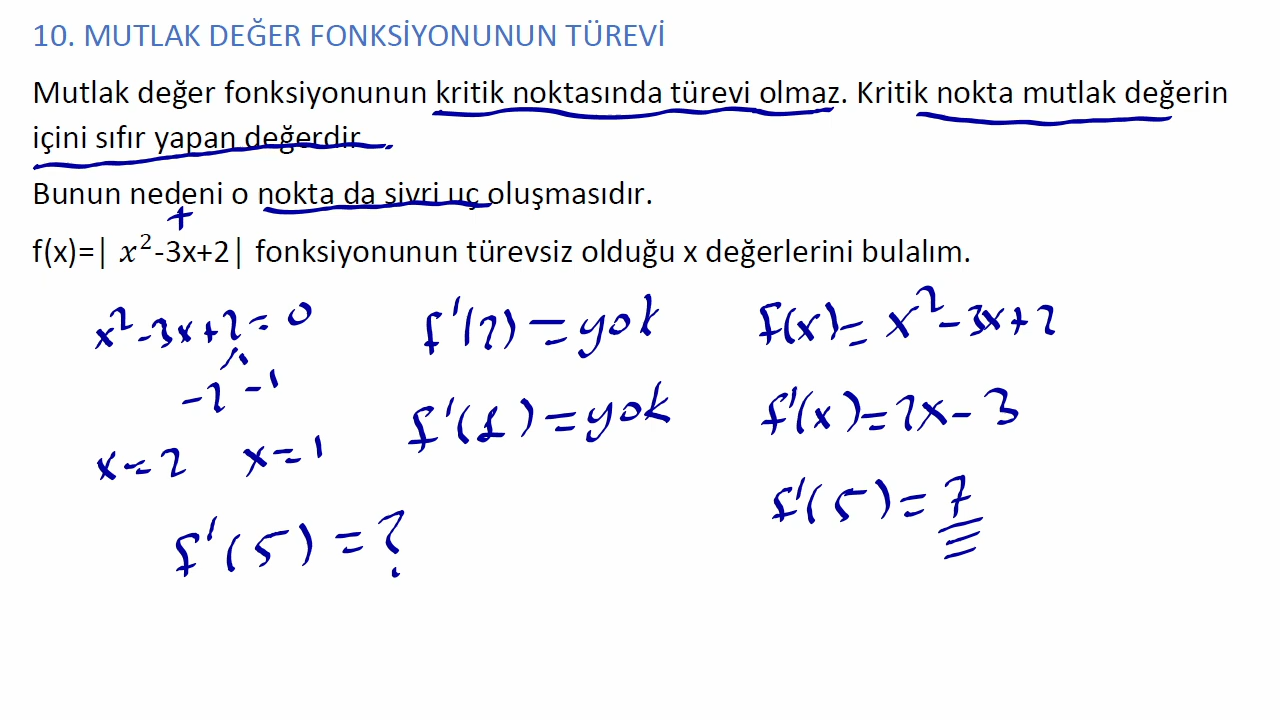 10. MUTLAK DEĞER FONKSİYONUNUN TÜREVİ
Mutlak değer fonksiyonunun kritik noktasında türevi olmaz. Kritik nokta mutlak değerin
içini sıfır yapan değerdir.
Bunun nedeni o nokta da sivri uç oluşmasıdır.
+
f(x)=| x²-3x+2| fonksiyonunun türevsiz olduğu x değerlerini bulalım.
x²-3x+2=0
-2 -1
x=2 x=1
f'(5)=?
f'(2)=yok
f'(1)=yok
f(x)=x²-3x+2
f'(x)=2x-3
f'(5)=7